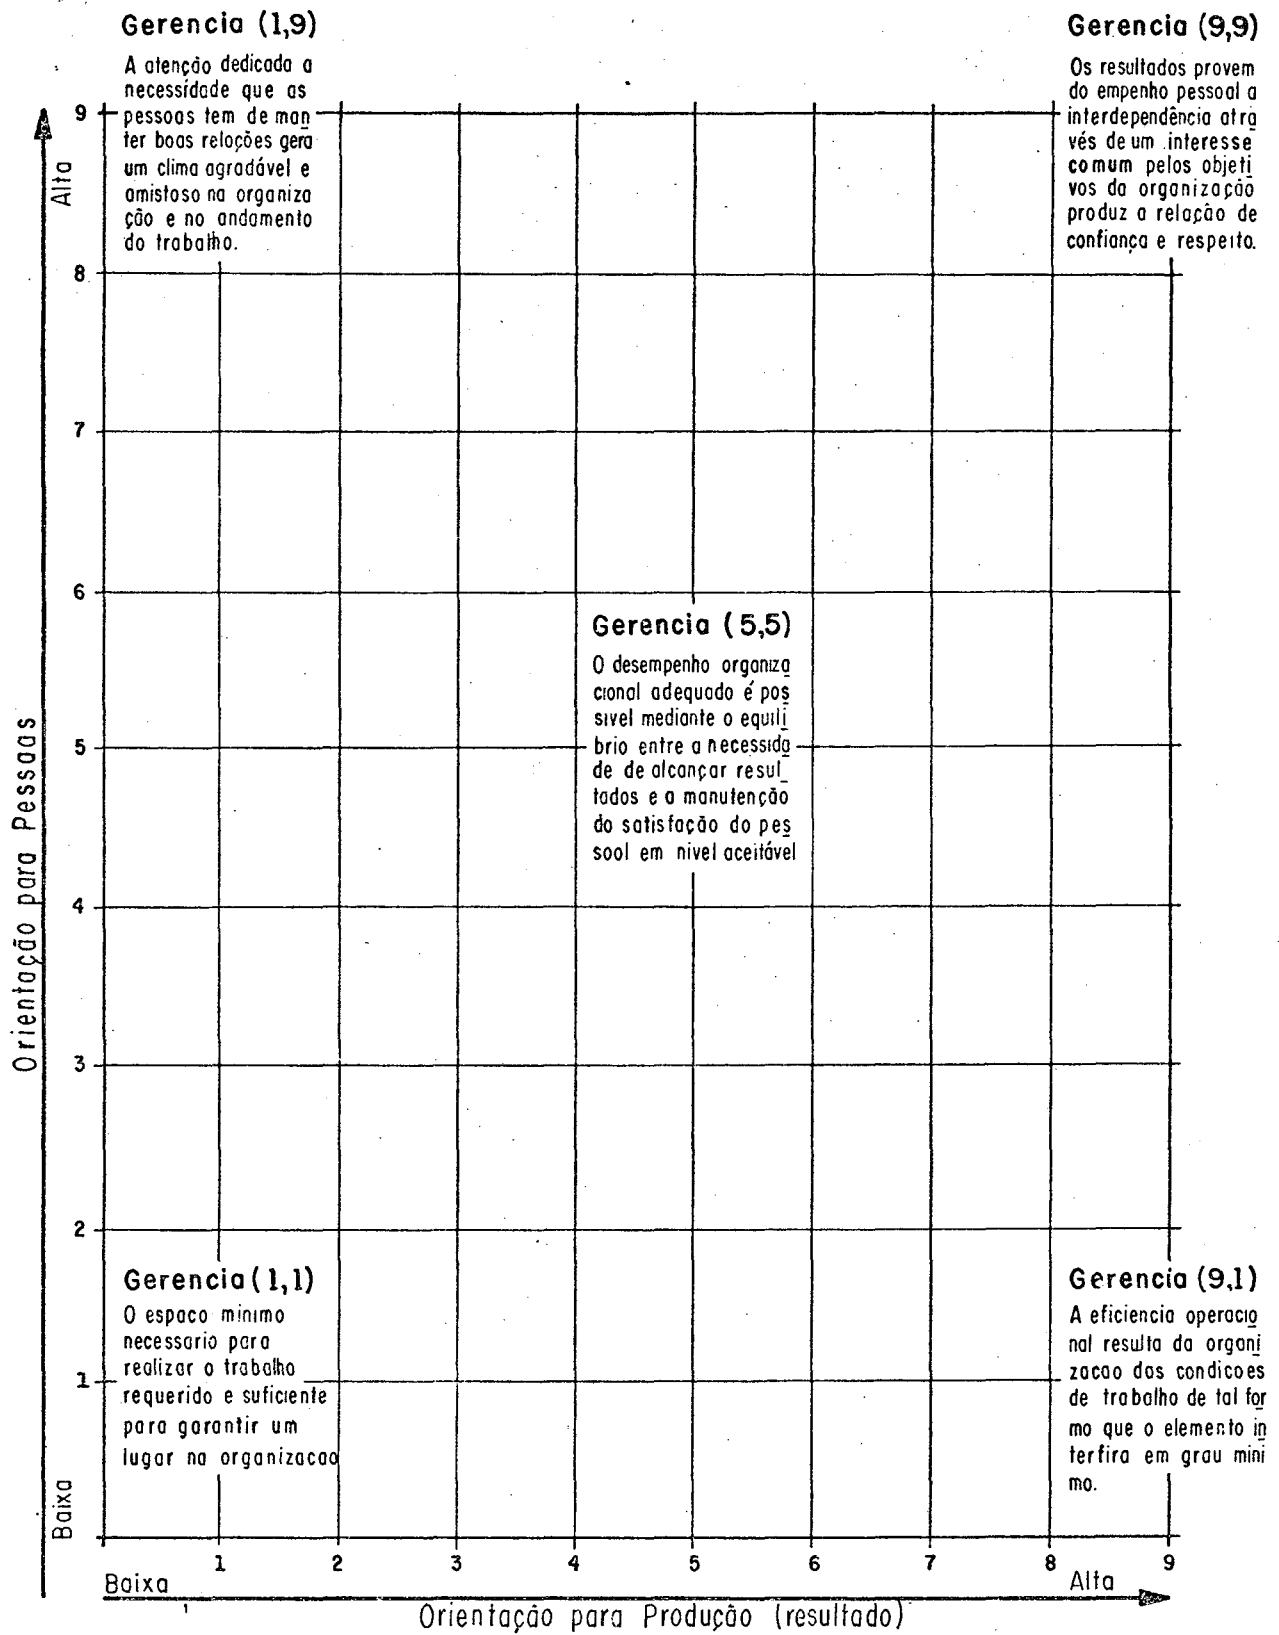 Gerencia (1,9)
A atenção dedicada a
necessidade que as
pessoas tem de man
ter boas relações gera
um clima agradável e
amistoso na organiza
ção e no andamento
do trabalho.
Gerencia (9,9)
Os resultados provem
do empenho pessoal a
interdependência atra
vés de um interesse
comum pelos objeti
vos da organização
produz a relação de
confiança e respeito.
Alta
9
8
7
6
5
4
3
2
1
Baixa
Orientação para Pessoas
Gerencia (5,5)
O desempenho organiza
cional adequado é pos
sivel mediante o equili
brio entre a necessida
de de alcançar resul_
tados e a manutenção
da satisfação do pes
soal em nivel aceitável
Gerencia (1,1)
O espaco minimo
necessario para
realizar o trabalho
requerido e suficiente
para garantir um
lugar na organizacao
Gerencia (9,1)
A eficiencia operacio
nal resulta da organi
zacao das condicoes
de trabalho de tal for
ma que o elemento in
terfira em grau mini
mo.
1 2 3 4 5 6 7 8 9
Baixa
Alta
Orientação para Produção (resultado)